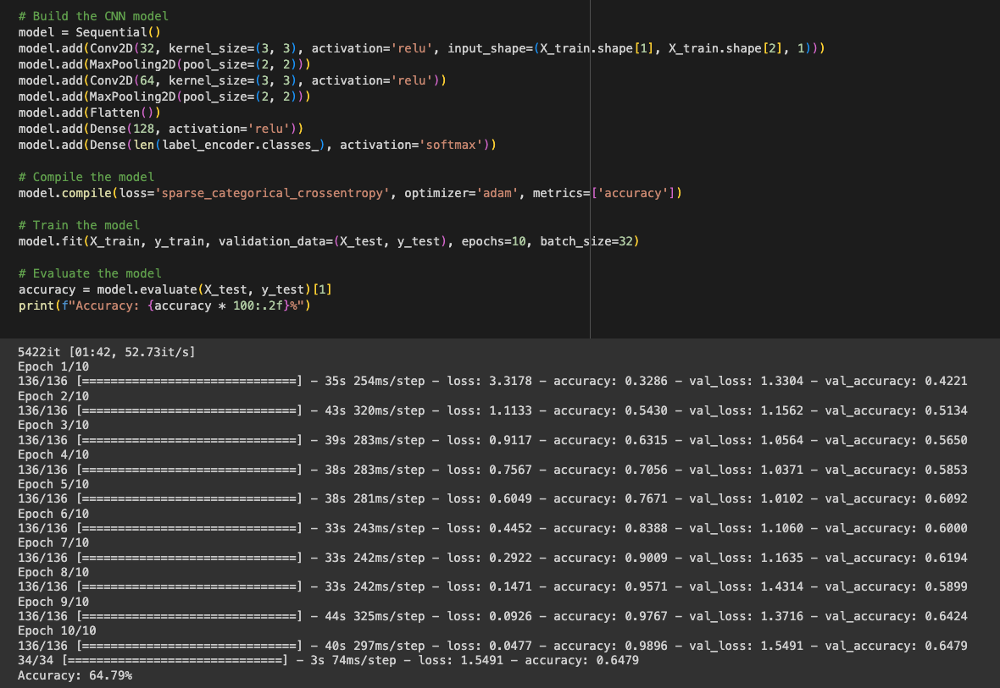 # Build the CNN model
model = Sequential()
model.add(Conv2D(32, kernel_size=(3, 3), activation='relu', input_shape=(X_train.shape[1], X_train.shape[2], 1)))
model.add(MaxPooling2D(pool_size=(2, 2)))
model.add(Conv2D(64, kernel_size=(3, 3), activation='relu'))
model.add(MaxPooling2D(pool_size=(2, 2)))
model.add(Flatten())
model.add(Dense(128, activation='relu'))
model.add(Dense(len(label_encoder.classes_), activation='softmax'))
# Compile the model
model.compile(loss='sparse_categorical_crossentropy', optimizer='adam', metrics=['accuracy'])
# Train the model
model.fit(X_train, y_train, validation_data=(X_test, y_test), epochs=10, batch_size=32)
# Evaluate the model
accuracy = model.evaluate(X_test, y_test)[1]
print(f"Accuracy: {accuracy * 100:.2f}%")
5422it [01:42, 52.73it/s]
Epoch 1/10
136/136 [==============================] - 35s 254ms/step - loss: 3.3178 - accuracy: 0.3286 - val_loss: 1.3304 - val_accuracy: 0.4221
Epoch 2/10
136/136 [==============================] - 43s 320ms/step - loss: 1.1133 - accuracy: 0.5430 - val_loss: 1.1562 - val_accuracy: 0.5134
Epoch 3/10
136/136 [==============================] - 39s 283ms/step - loss: 0.9117 - accuracy: 0.6315 - val_loss: 1.0564 - val_accuracy: 0.5650
Epoch 4/10
136/136 [==============================] - 38s 283ms/step - loss: 0.7567 - accuracy: 0.7056 - val_loss: 1.0371 - val_accuracy: 0.5853
Epoch 5/10
136/136 [==============================] - 38s 281ms/step - loss: 0.6049 - accuracy: 0.7671 - val_loss: 1.0102 - val_accuracy: 0.6092
Epoch 6/10
136/136 [==============================] - 33s 243ms/step - loss: 0.4452 - accuracy: 0.8388 - val_loss: 1.1060 - val_accuracy: 0.6000
Epoch 7/10
136/136 [==============================] - 33s 242ms/step - loss: 0.2922 - accuracy: 0.9009 - val_loss: 1.1635 - val_accuracy: 0.6194
Epoch 8/10
136/136 [==============================] - 33s 242ms/step - loss: 0.1471 - accuracy: 0.9571 - val_loss: 1.4314 - val_accuracy: 0.5899
Epoch 9/10
136/136 [==============================] - 44s 325ms/step - loss: 0.0926 - accuracy: 0.9767 - val_loss: 1.3716 - val_accuracy: 0.6424
Epoch 10/10
136/136 [==============================] - 40s 297ms/step - loss: 0.0477 - accuracy: 0.9896 - val_loss: 1.5491 - val_accuracy: 0.6479
34/34 [==============================] - 3s 74ms/step - loss: 1.5491 - accuracy: 0.6479
Accuracy: 64.79%